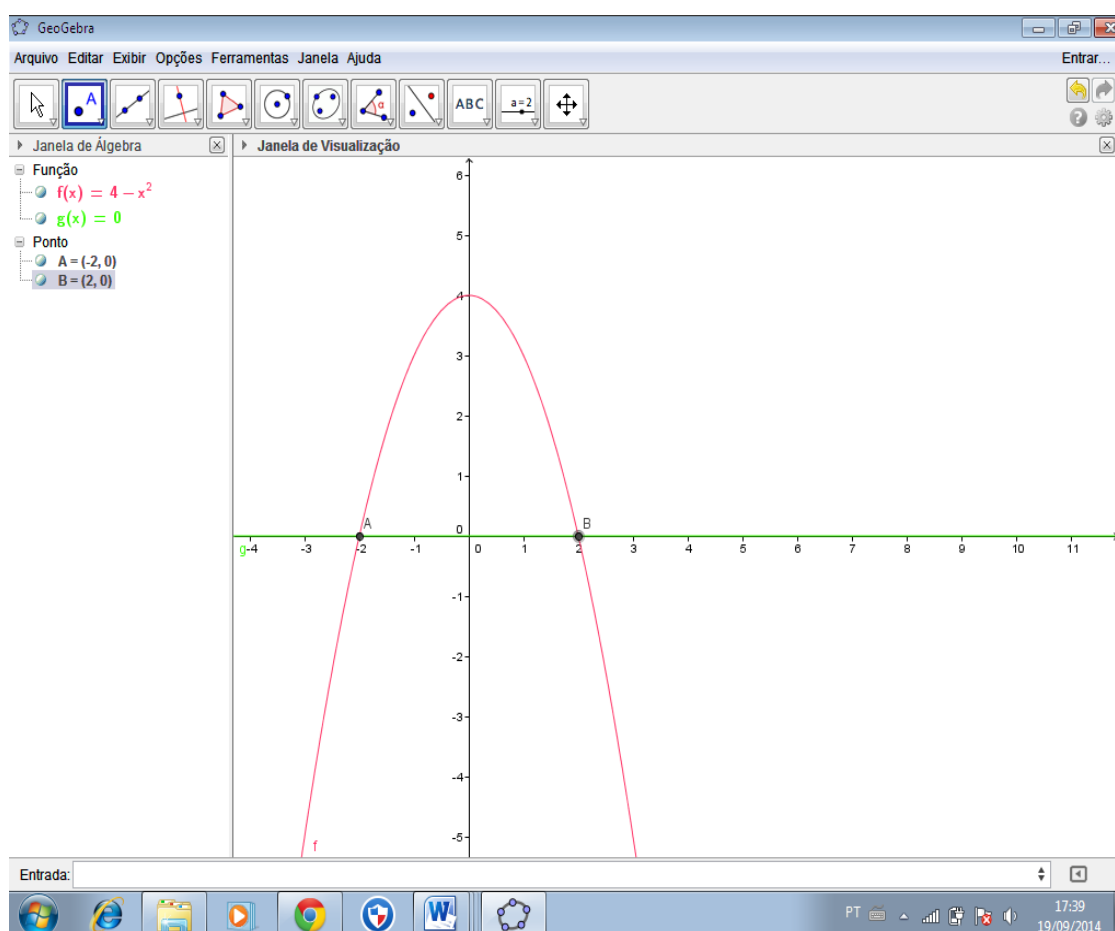 GeoGebra
Arquivo Editar Exibir Opções Ferramentas Janela Ajuda Entrar...
A α ABC a=2
Janela de Álgebra
Função
f(x) = 4 − x²
g(x) = 0
Ponto
A = (-2, 0)
B = (2, 0)
Janela de Visualização
6
5
4
3
2
1
0
A B
g -4 -3 -2 -1 0 1 2 3 4 5 6 7 8 9 10 11
-1
-2
-3
-4
-5
f
Entrada:
W PT 17:39
19/09/2014